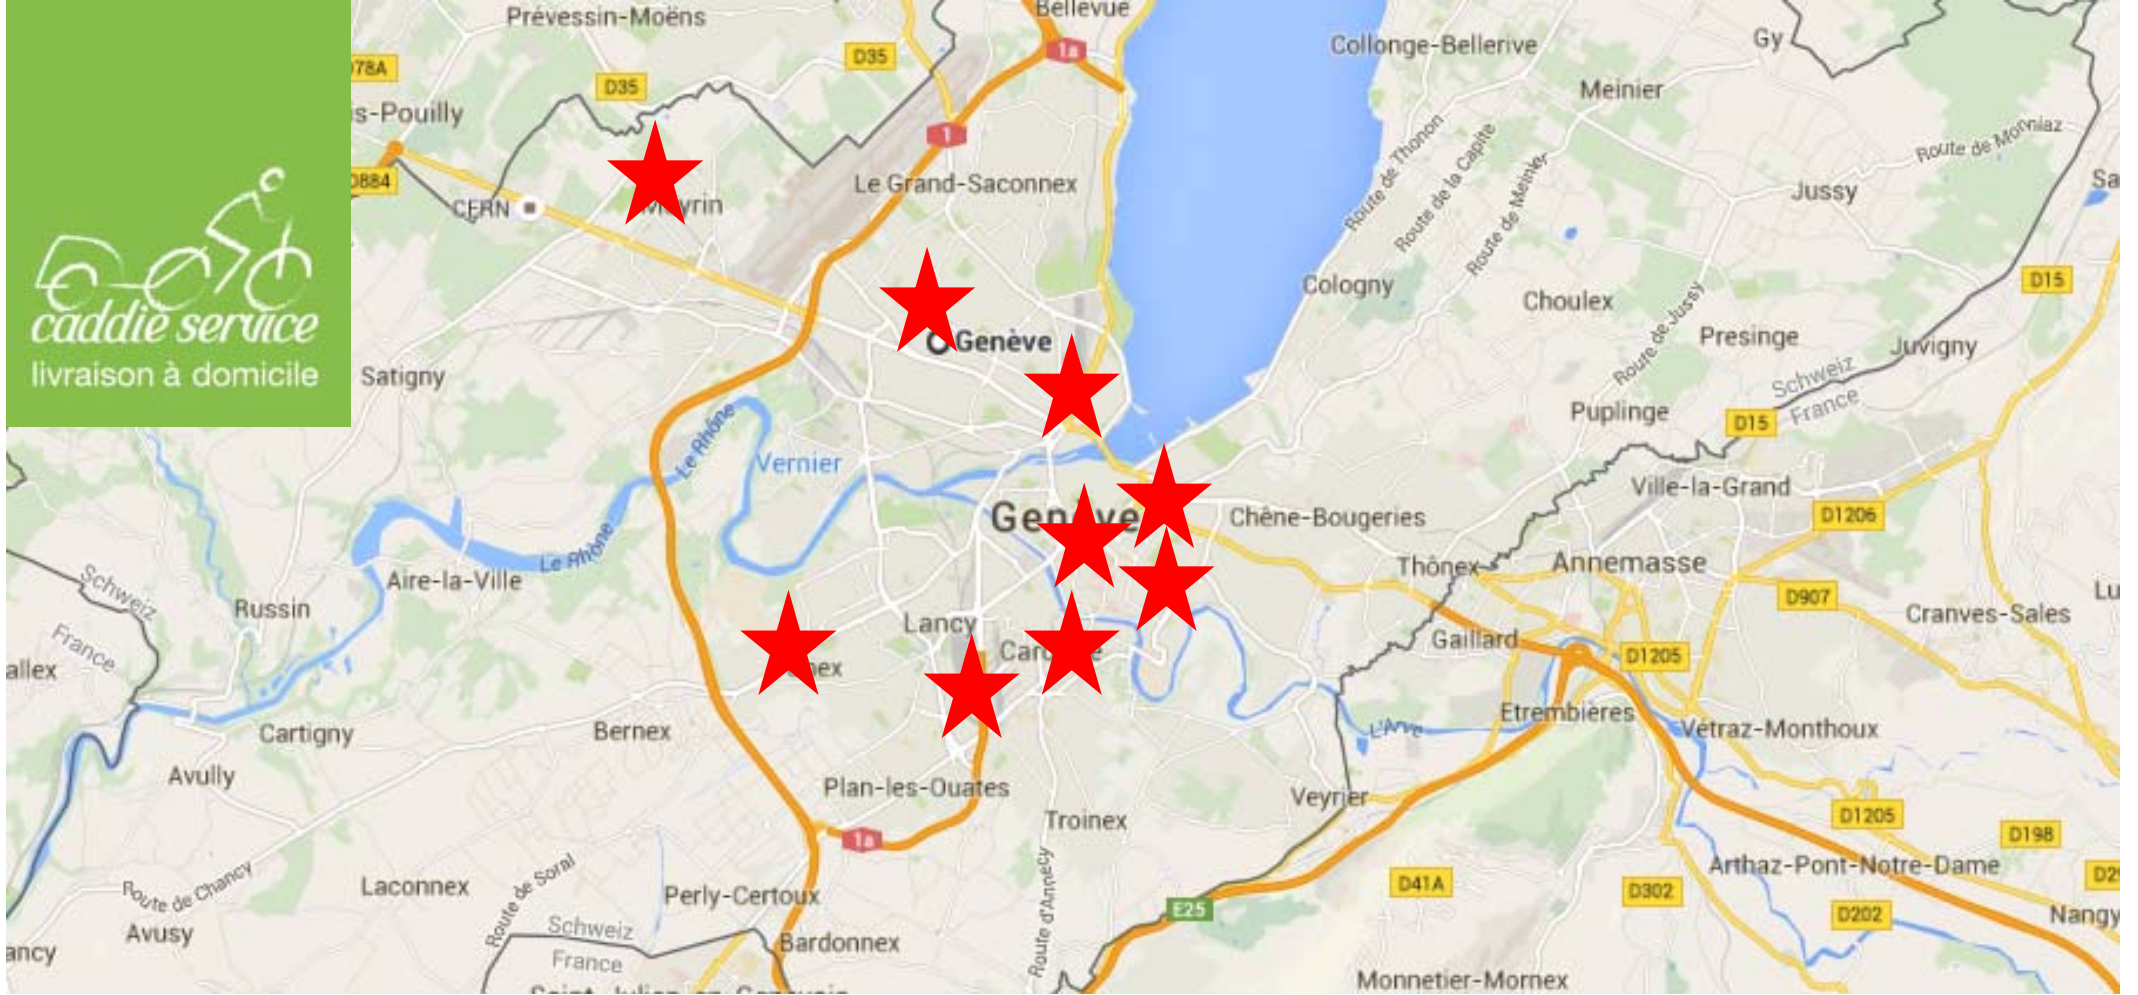 Prévessin-Moëns
Bellevue
Collonge-Bellerive
Gy
1a
D35
78A
D35
Meinier
is-Pouilly
Route de Thonon
Route de la Capite
Route de Meinier
Route de Morniaz
1
D884
Le Grand-Saconnex
Jussy
Sa
CERN
caddie service
livraison à domicile
Genève
Cologny
Choulex
D15
Route de Jussy
Presinge
Juvigny
Satigny
Schweiz
France
Puplinge
D15
Le Rhône
Vernier
Ville-la-Grand
Genève
Chêne-Bougeries
D1206
Le Rhône
Schweiz
France
Aire-la-Ville
Russin
Thônex
Annemasse
D907
Lu
Cranves-Sales
Lancy
Gaillard
D1205
allex
Cartigny
Bernex
L'Arve
Etrembières
Vétraz-Monthoux
Avully
Plan-les-Ouates
Veyrier
Troinex
1a
D1205
D198
Route de Chancy
Laconnex
Route de Soral
Perly-Certoux
Route d'Annecy
D41A
D302
Arthaz-Pont-Notre-Dame
E25
D202
Nangy
Avusy
Schweiz
France
Bardonnex
ancy
Monnetier-Mornex